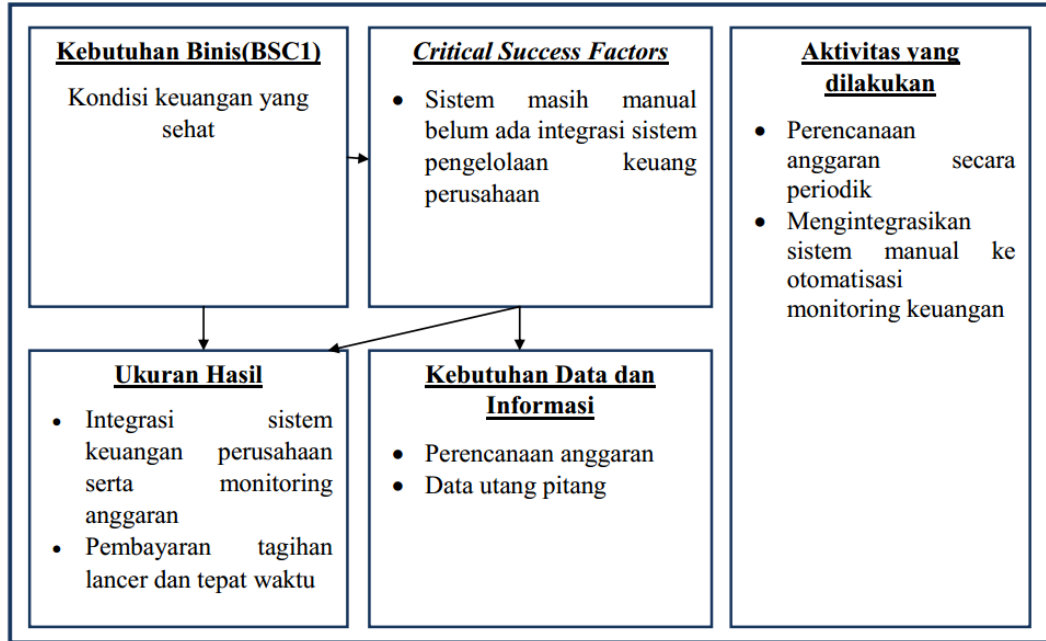 Kebutuhan Binis(BSC1)
Kondisi keuangan yang
sehat
Critical Success Factors
• Sistem masih manual
belum ada integrasi sistem
pengelolaan keuang
perusahaan
Aktivitas yang
dilakukan
• Perencanaan
anggaran secara
periodik
• Mengintegrasikan
sistem manual ke
otomatisasi
monitoring keuangan
Ukuran Hasil
• Integrasi sistem
keuangan perusahaan
serta monitoring
anggaran
• Pembayaran tagihan
lancer dan tepat waktu
Kebutuhan Data dan
Informasi
• Perencanaan anggaran
• Data utang pitang